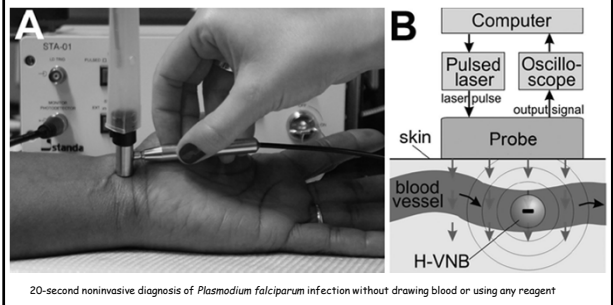 A
STA-01
standa
B
Computer
Pulsed
laser
Oscillo-
scope
laser pulse
output signal
Probe
skin
blood
vessel
-
H-VNB
20-second noninvasive diagnosis of Plasmodium falciparum infection without drawing blood or using any reagent